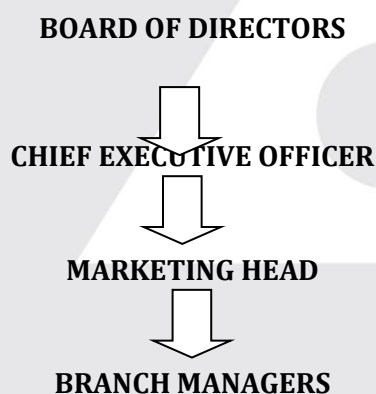 BOARD OF DIRECTORS
CHIEF EXECUTIVE OFFICER
MARKETING HEAD
BRANCH MANAGERS